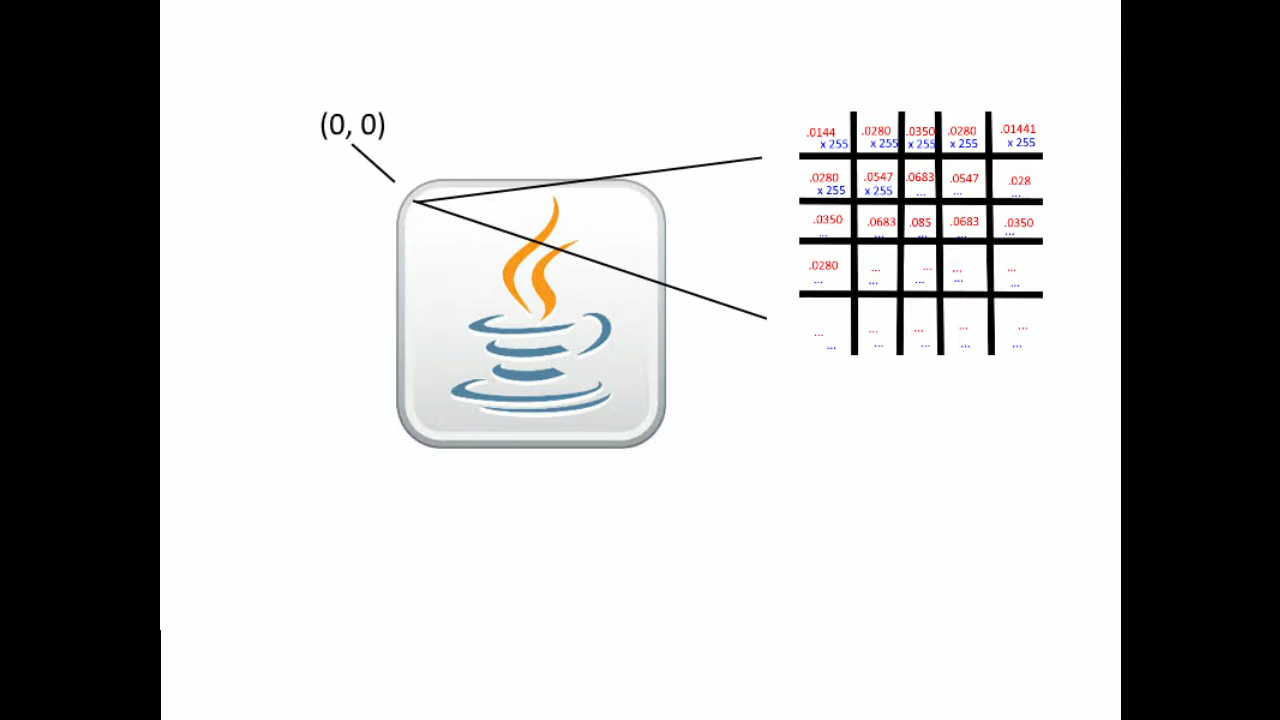 (0, 0)
.0144 .0280 .0350 .0280 .01441
x 255 x 255 x 255 x 255 x 255
.0280 .0547 .0683 .0547 .028
x 255 x 255 ... ... ...
.0350 .0683 .085 .0683 .0350
... ... ... ... ...
.0280 ... ... ... ...
... ... ... ... ...
... ... ... ... ...
... ... ... ... ...